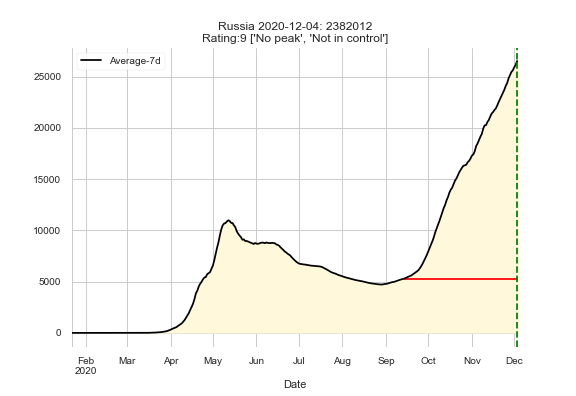 Russia 2020-12-04: 2382012
Rating:9 ['No peak', 'Not in control']
Average-7d
25000
20000
15000
10000
5000
0
Feb Mar Apr May Jun Jul Aug Sep Oct Nov Dec
2020
Date